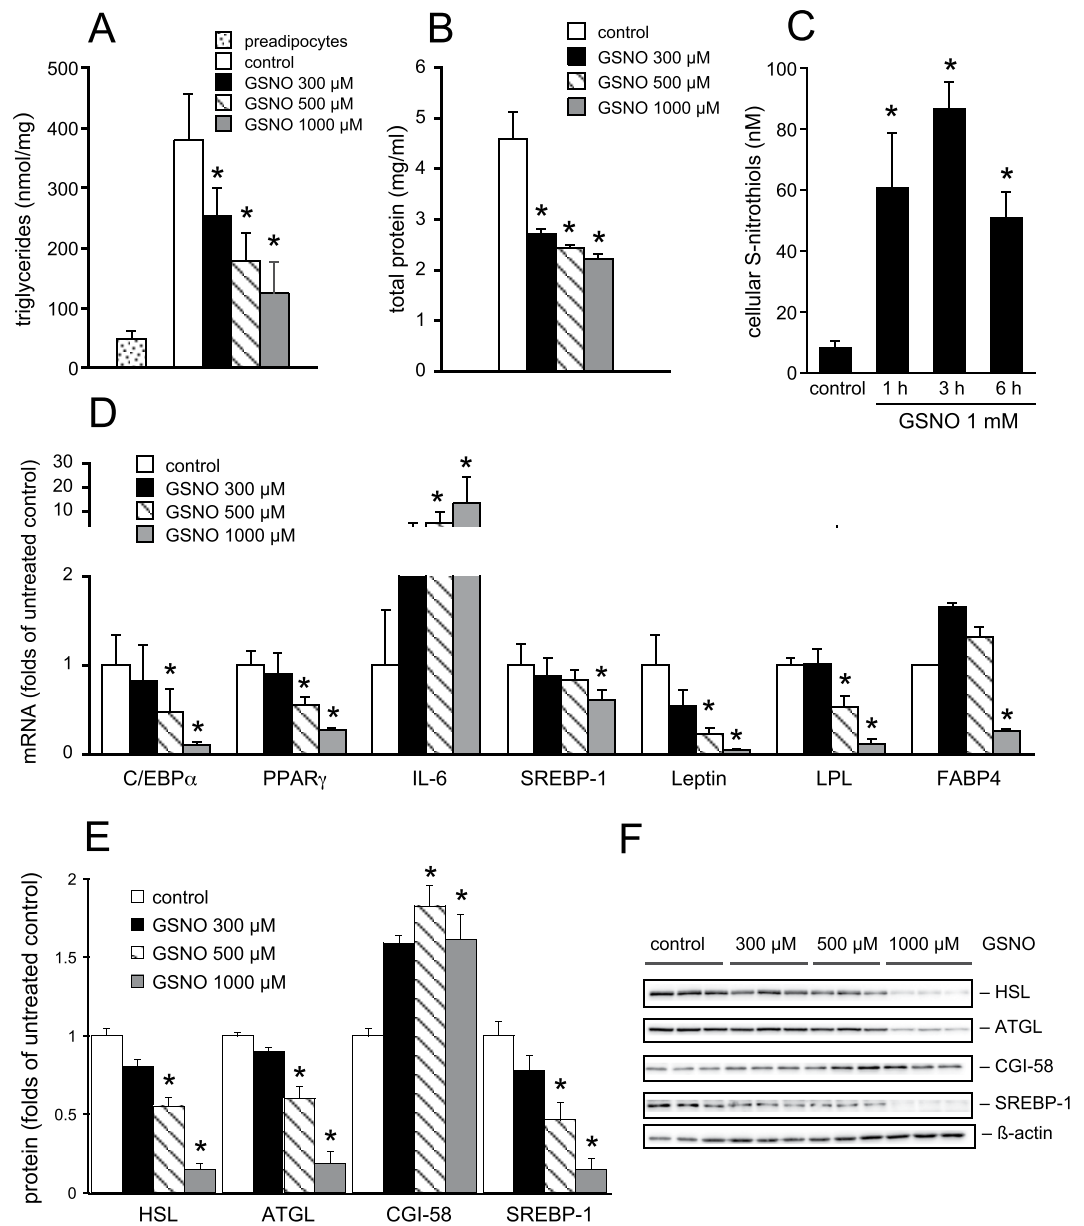 A
preadipocytes
control
GSNO 300 µM
GSNO 500 µM
GSNO 1000 µM
triglycerides (nmol/mg)
500
400
300
200
100
0
*
*
*
B
control
GSNO 300 µM
GSNO 500 µM
GSNO 1000 µM
total protein (mg/ml)
6
5
4
3
2
1
0
* * *
C
cellular S-nitrothiols (nM)
100
80
60
40
20
0
*
*
*
control 1 h 3 h 6 h
GSNO 1 mM
D
control
GSNO 300 µM
GSNO 500 µM
GSNO 1000 µM
mRNA (folds of untreated control)
30
20
10
2
1
0
* * * * * * * * * * * * *
C/EBPα PPARγ IL-6 SREBP-1 Leptin LPL FABP4
E
control
GSNO 300 µM
GSNO 500 µM
GSNO 1000 µM
protein (folds of untreated control)
2
1.5
1
0.5
0
* * * * * * * *
HSL ATGL CGI-58 SREBP-1
F
control 300 µM 500 µM 1000 µM GSNO
– HSL
– ATGL
– CGI-58
– SREBP-1
– ß-actin